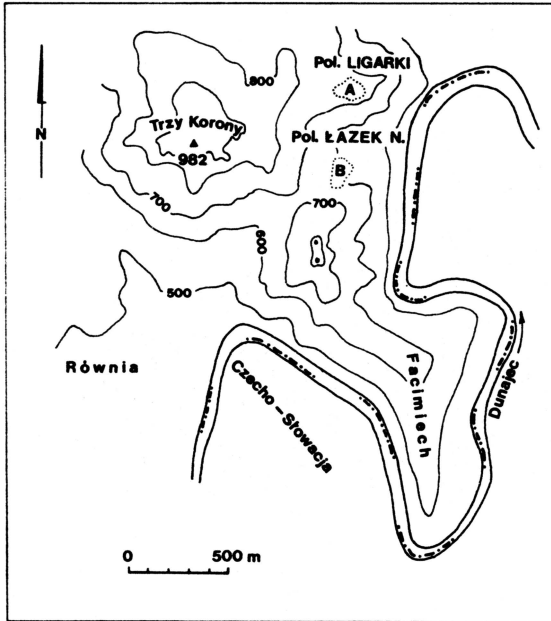 800
Pol. LIGARKI
A
N
Trzy Korony
982
Pol. ŁAZEK N.
B
700
700
600
500
Równia
Czecho-Słowacja
Facimiech
Dunajec
0 500 m